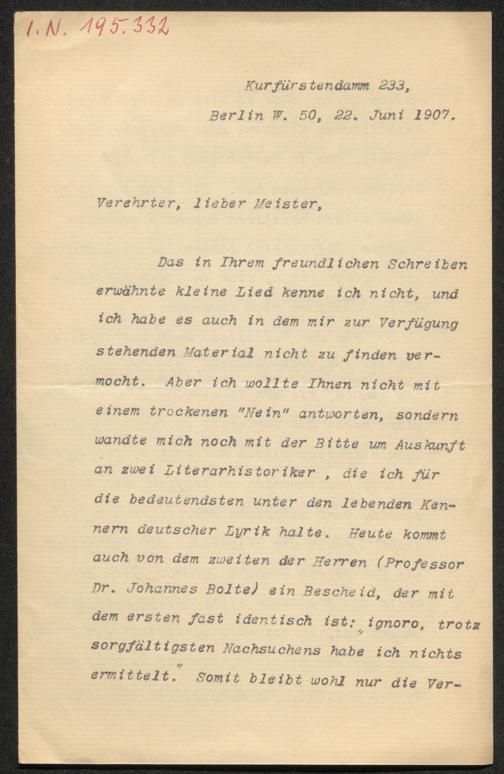 I.N. 195.332
Kurfürstendamm 233,
Berlin W. 50, 22. Juni 1907.
Verehrter, lieber Meister,
Das in Ihrem freundlichen Schreiben
erwähnte kleine Lied kenne ich nicht, und
ich habe es auch in dem mir zur Verfügung
stehenden Material nicht zu finden ver-
mocht. Aber ich wollte Ihnen nicht mit
einem trockenen "Nein" antworten, sondern
wandte mich noch mit der Bitte um Auskunft
an zwei Literarhistoriker , die ich für
die bedeutendsten unter den lebenden Ken-
nern deutscher Lyrik halte. Heute kommt
auch von dem zweiten der Herren (Professor
Dr. Johannes Bolte) ein Bescheid, der mit
dem ersten fast identisch ist: „ignoro, trotz
sorgfältigsten Nachsuchens habe ich nichts
ermittelt.” Somit bleibt wohl nur die Ver-